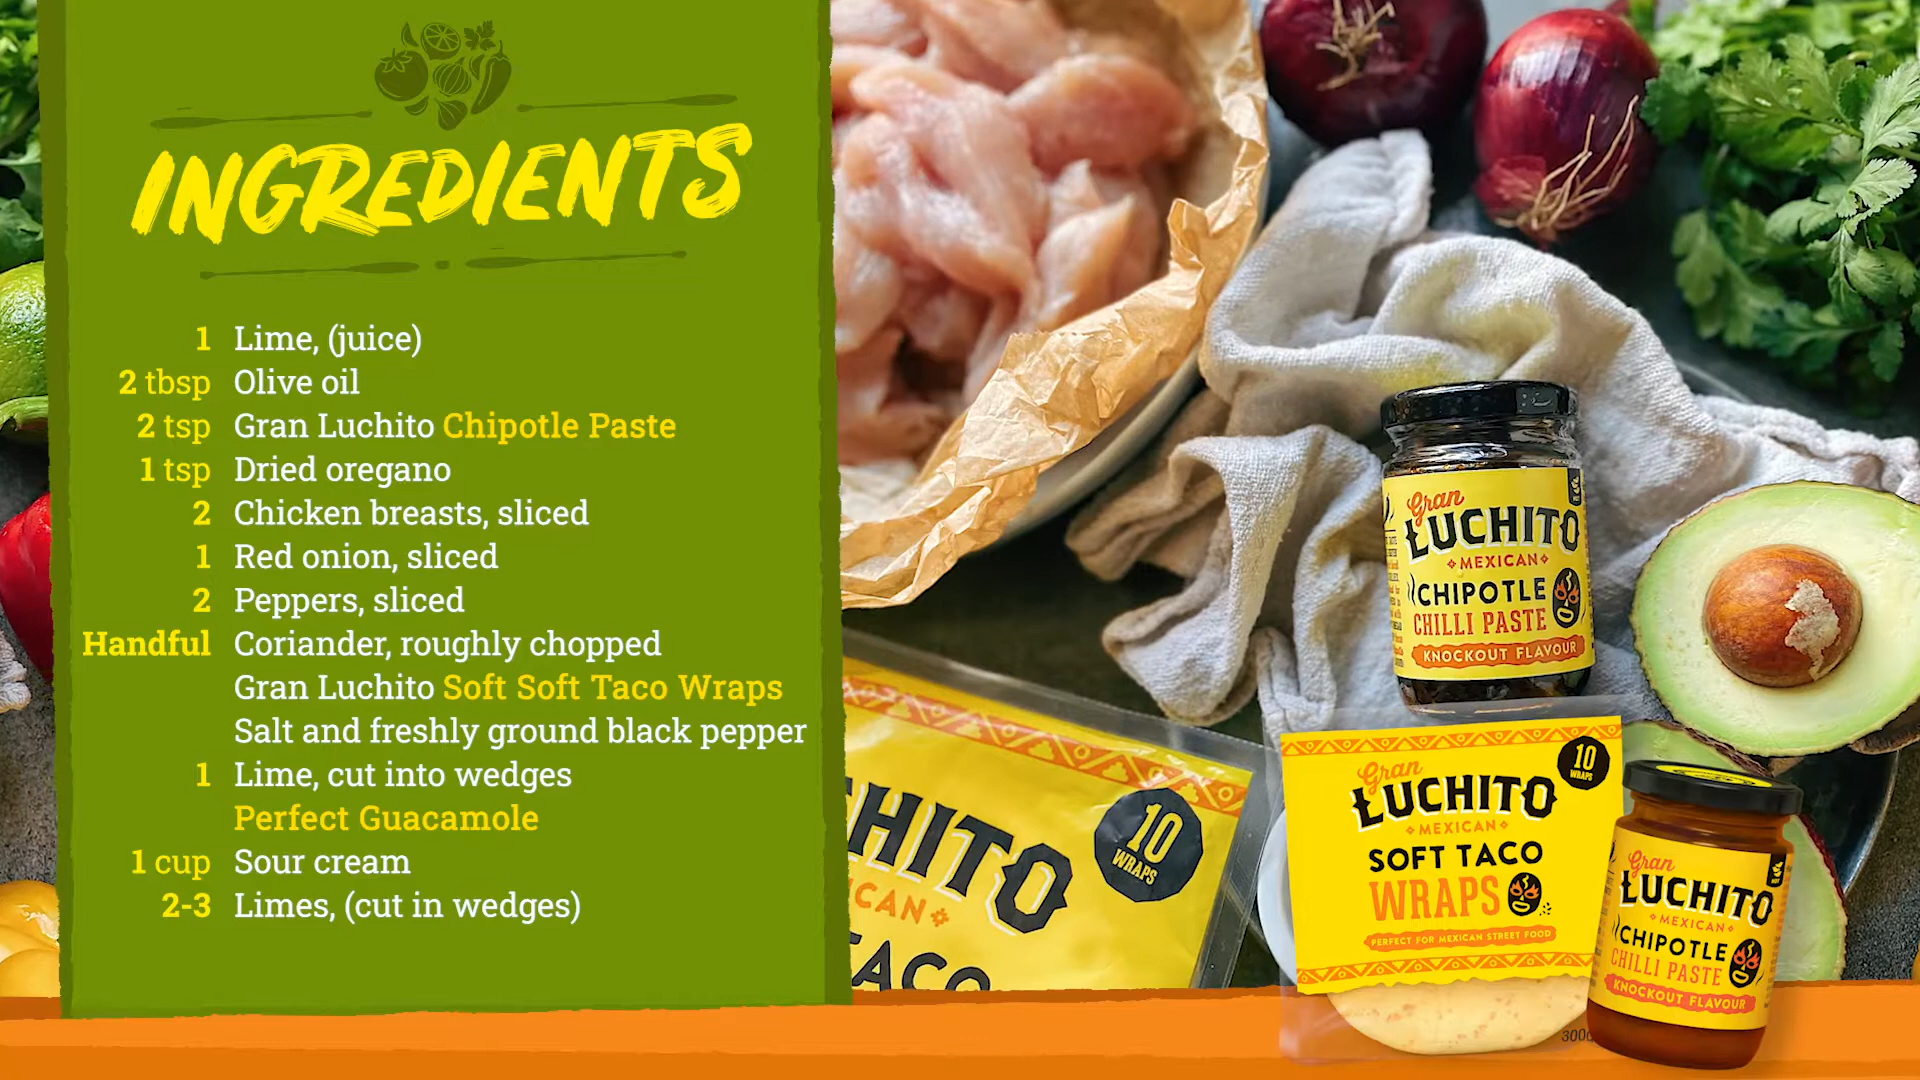 INGREDIENTS
1 Lime, (juice)
2 tbsp Olive oil
2 tsp Gran Luchito Chipotle Paste
1 tsp Dried oregano
2 Chicken breasts, sliced
1 Red onion, sliced
2 Peppers, sliced
Handful Coriander, roughly chopped
Gran Luchito Soft Soft Taco Wraps
Salt and freshly ground black pepper
1 Lime, cut into wedges
Perfect Guacamole
1 cup Sour cream
2-3 Limes, (cut in wedges)
Gran
LUCHITO
MEXICAN
CHIPOTLE
CHILLI PASTE
KNOCKOUT FLAVOUR
HITO
ICAN
TACO
10
WRAPS
Gran
LUCHITO
MEXICAN
SOFT TACO
WRAPS
PERFECT FOR MEXICAN STREET FOOD
10
WRAPS
Gran
LUCHITO
MEXICAN
CHIPOTLE
CHILLI PASTE
KNOCKOUT FLAVOUR